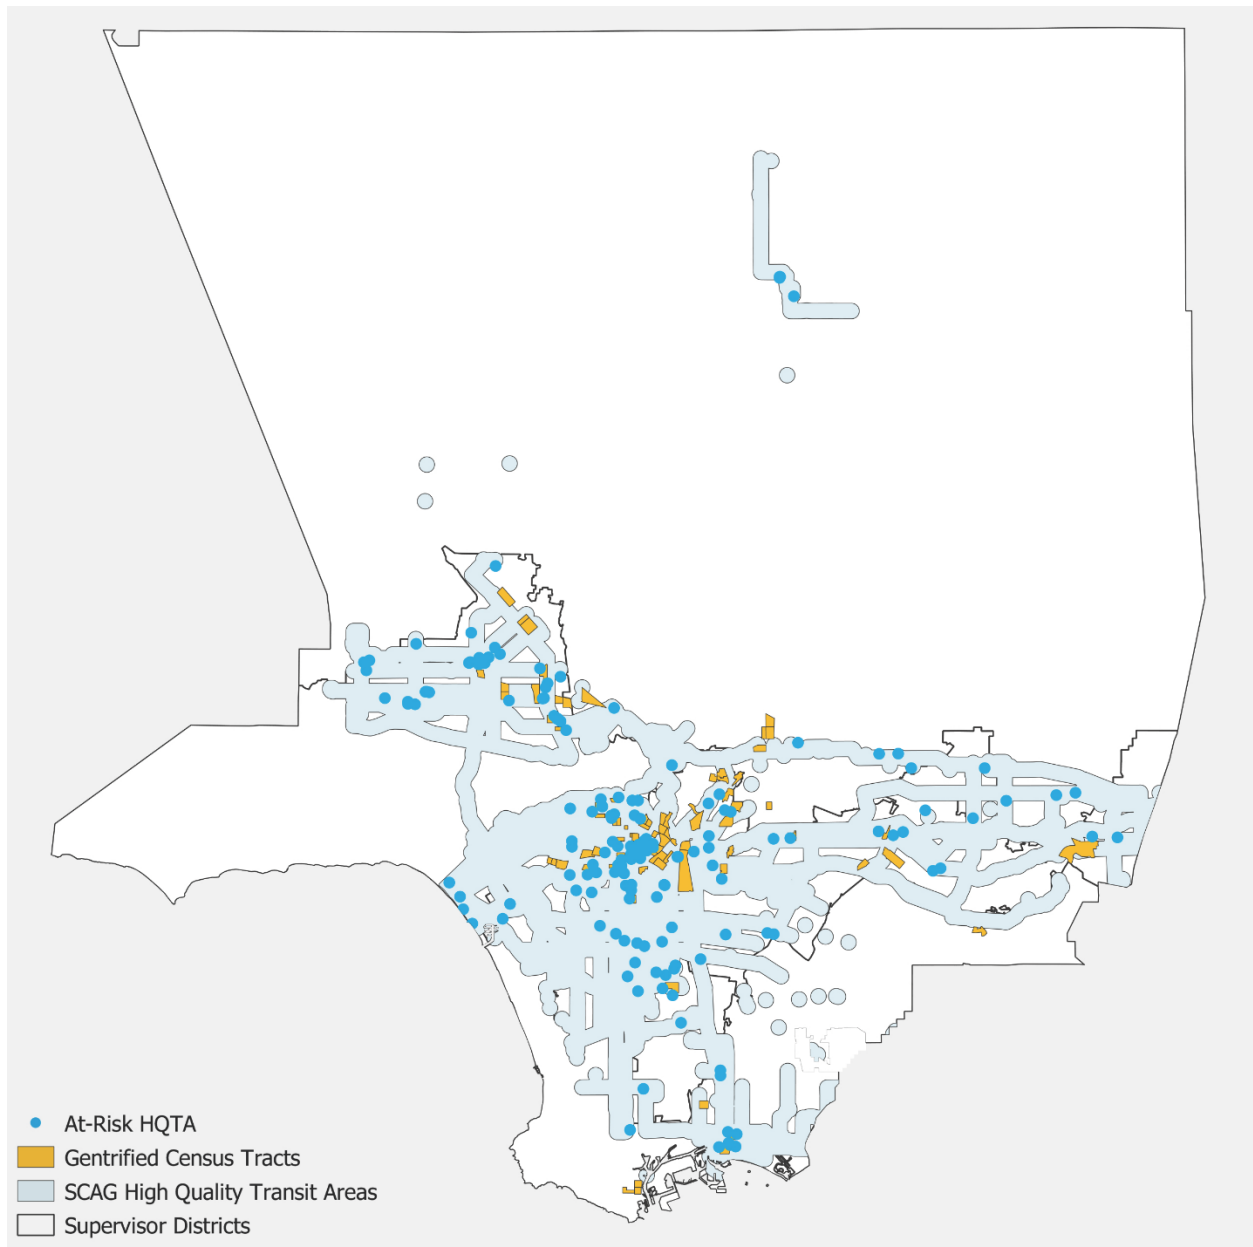 At-Risk HQTA
Gentrified Census Tracts
SCAG High Quality Transit Areas
Supervisor Districts